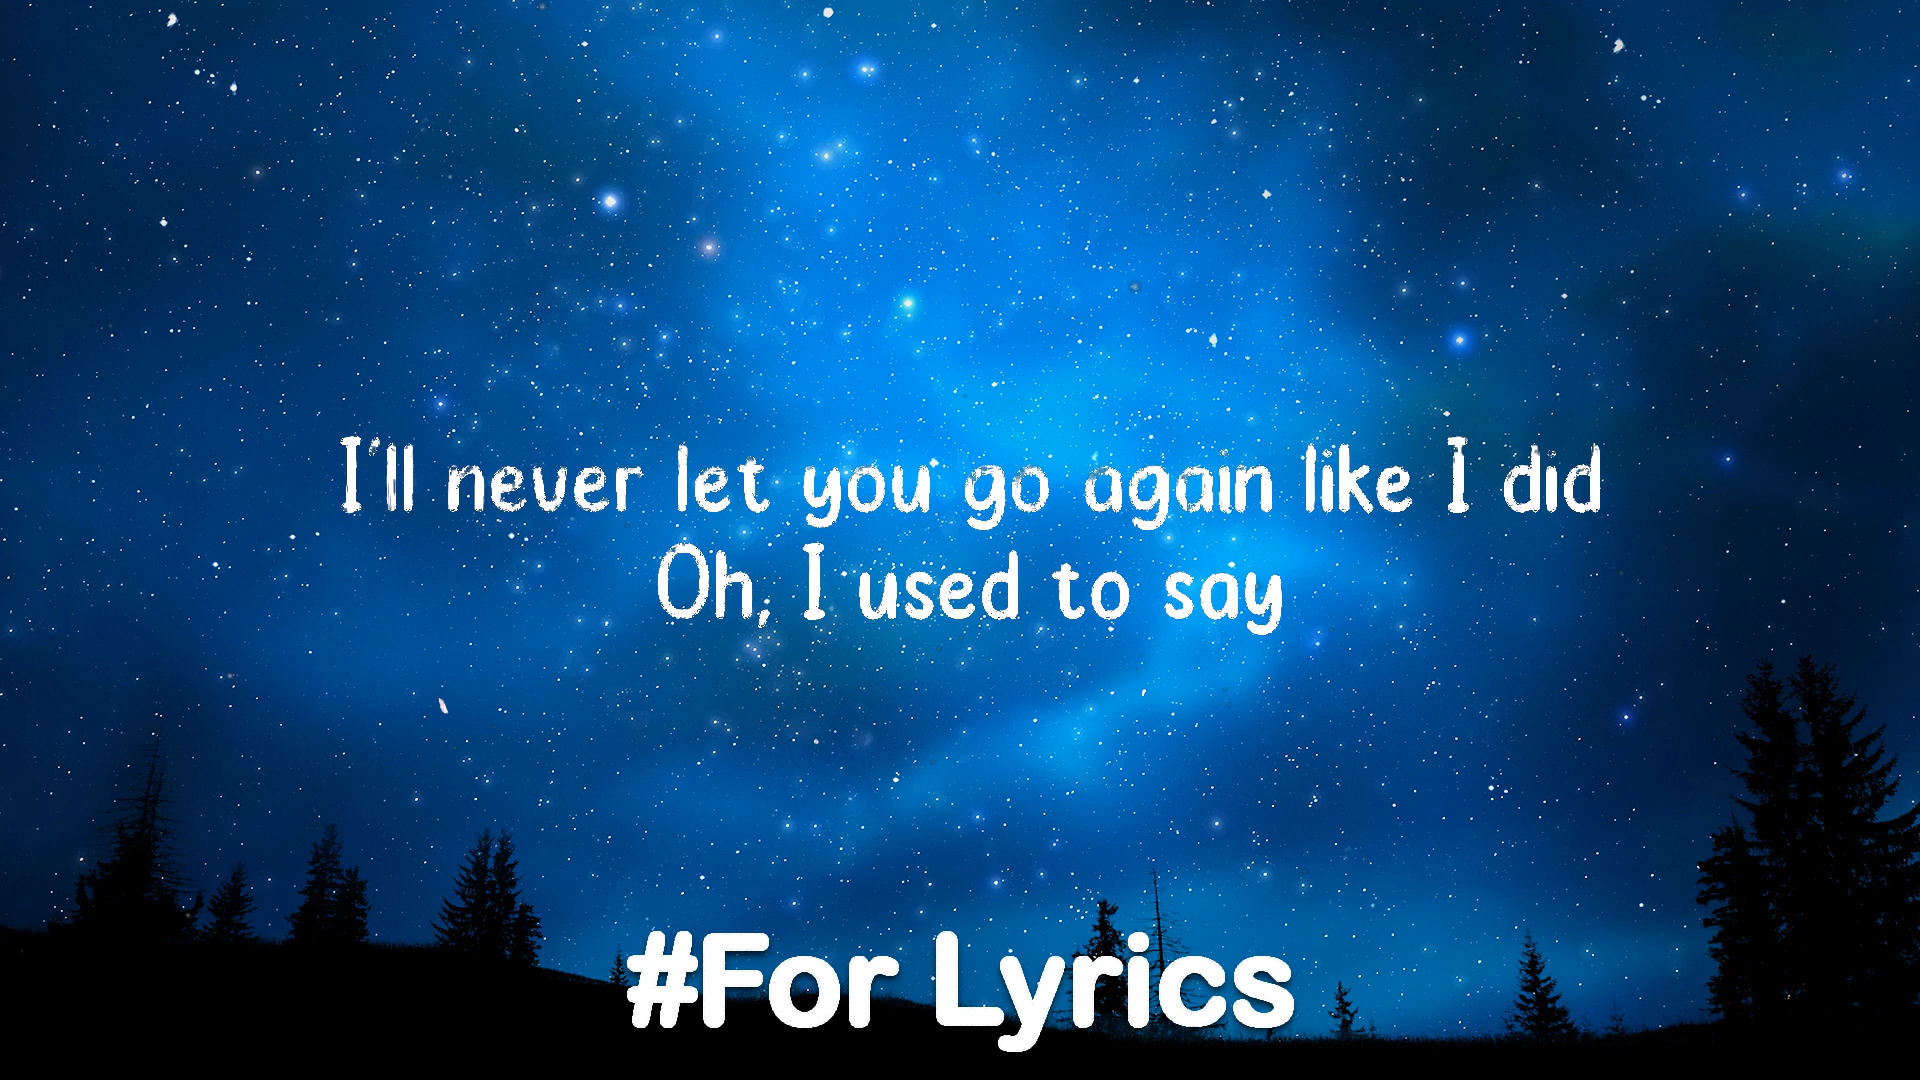 I'll never let you go again like I did
Oh, I used to say
#For Lyrics